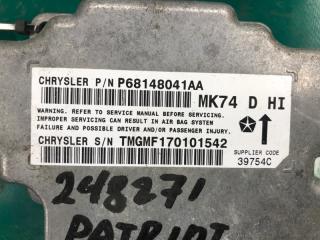 CHRYSLER P/N P68148041AA
MK74 D HI
WARNING. REFER TO SERVICE MANUAL BEFORE SERVICING.
IMPROPER SERVICING CAN RESULT IN AIR BAG SYSTEM
FAILURE AND POSSIBLE DRIVER AND/OR PASSENGER INJURY.
CHRYSLER S/N TMGMF170101542
SUPPLIER CODE
39754C
248271
PATRIOT